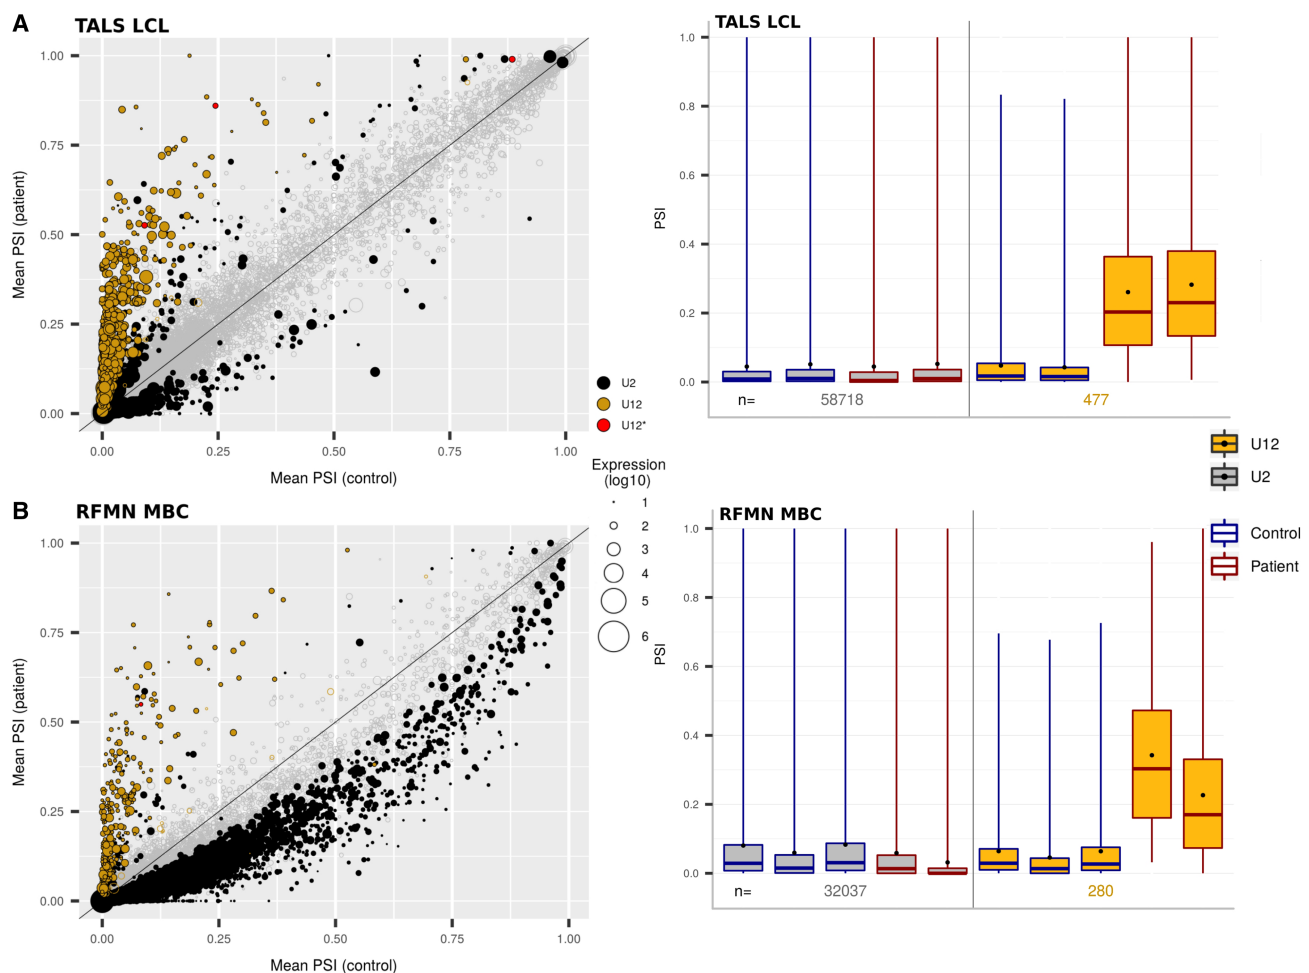 A
TALS LCL
1.00
0.75
0.50
0.25
0.00
Mean PSI (patient)
0.00
0.25
0.50
0.75
1.00
Mean PSI (control)
U2
U12
U12*
Expression
(log10)
1
2
3
4
5
6
TALS LCL
1.0
0.8
0.6
0.4
0.2
0.0
PSI
n=
58718
477
U12
U2
Control
Patient
B
RFMN MBC
1.00
0.75
0.50
0.25
0.00
Mean PSI (patient)
0.00
0.25
0.50
0.75
1.00
Mean PSI (control)
RFMN MBC
1.0
0.8
0.6
0.4
0.2
0.0
PSI
n=
32037
280